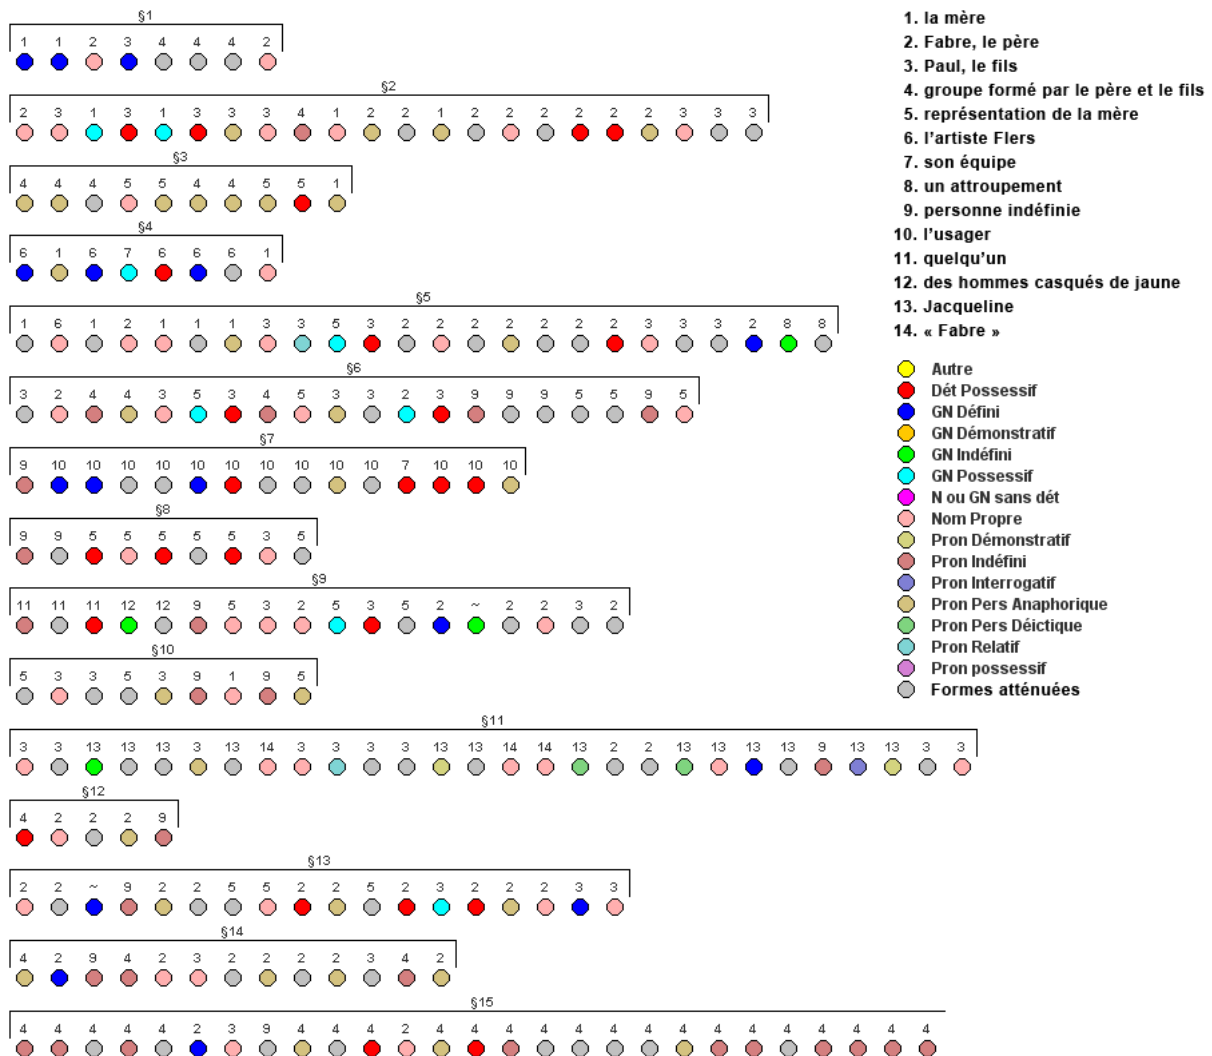 §1
1 1 2 3 4 4 4 2
§2
2 3 1 3 1 3 3 3 4 1 2 2 1 2 2 2 2 2 2 3 3 3
§3
4 4 4 5 5 4 4 5 5 1
§4
6 1 6 7 6 6 6 1
§5
1 6 1 2 1 1 1 3 3 5 3 2 2 2 2 2 2 2 3 3 3 2 8 8
§6
3 2 4 4 3 5 3 4 5 3 3 2 3 9 9 9 5 5 9 5
§7
9 10 10 10 10 10 10 10 10 10 10 7 10 10 10
§8
9 9 5 5 5 5 5 3 5
§9
11 11 11 12 12 9 5 3 2 5 3 5 2 ~ 2 2 3 2
§10
5 3 3 5 3 9 1 9 5
§11
3 3 13 13 13 3 13 14 3 3 3 3 13 13 14 14 13 2 2 13 13 13 13 9 13 13 3 3
§12
4 2 2 2 9
§13
2 2 ~ 9 2 2 5 5 2 2 5 2 3 2 2 2 3 3
§14
4 2 9 4 2 3 2 2 2 2 3 4 2
§15
4 4 4 4 4 2 3 9 4 4 4 2 4 4 4 4 4 4 4 4 4 4 4 4 4 4 4
1. la mère
2. Fabre, le père
3. Paul, le fils
4. groupe formé par le père et le fils
5. représentation de la mère
6. l'artiste Flers
7. son équipe
8. un attroupement
9. personne indéfinie
10. l'usager
11. quelqu'un
12. des hommes casqués de jaune
13. Jacqueline
14. « Fabre »
Autre
Dét Possessif
GN Défini
GN Démonstratif
GN Indéfini
GN Possessif
N ou GN sans dét
Nom Propre
Pron Démonstratif
Pron Indéfini
Pron Interrogatif
Pron Pers Anaphorique
Pron Pers Déictique
Pron Relatif
Pron possessif
Formes atténuées